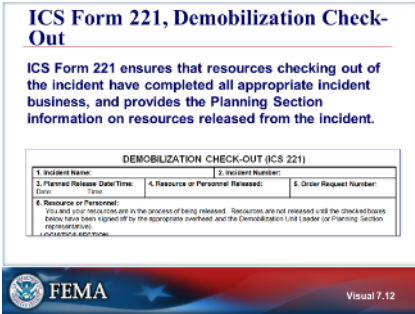 ICS Form 221, Demobilization Check-
Out
ICS Form 221 ensures that resources checking out of
the incident have completed all appropriate incident
business, and provides the Planning Section
information on resources released from the incident.
DEMOBILIZATION CHECK-OUT (ICS 221)
1. Incident Name: 2. Incident Number:
3. Planned Release Date/Time: 4. Resource or Personnel Released: 5. Order Request Number:
Date: Time:
6. Resource or Personnel:
You and your resources are in the process of being released. Resources are not released until the checked boxes
below have been signed off by the appropriate overhead and the Demobilization Unit Leader (or Planning Section
representative).
LOGISTICS SECTION
FEMA
Visual 7.12